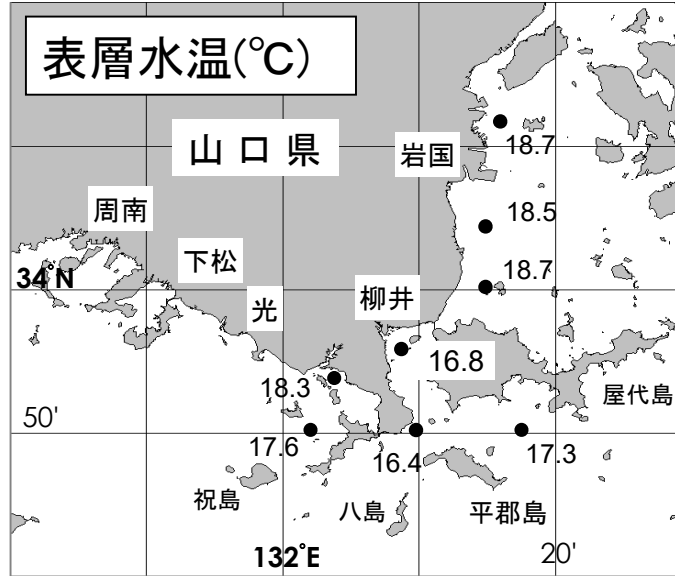 表層水温(℃)
山口県
岩国
18.7
周南
18.5
下松
34°N
18.7
柳井
光
16.8
18.3
屋代島
50'
17.6
16.4
17.3
祝島
八島
平郡島
132°E
20'